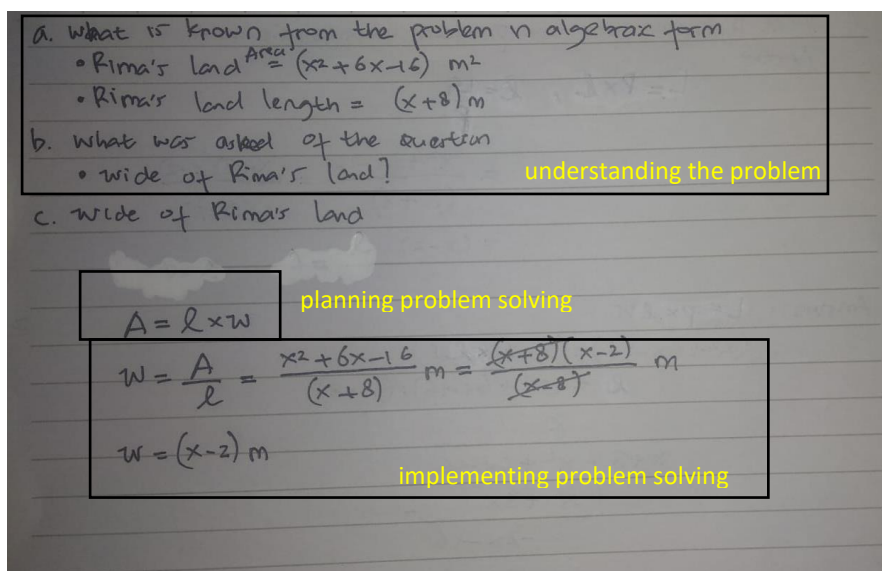 a. what is known from the problem n algebraic form
• Rima's land Area = (x2 + 6x - 16) m2
• Rima's land length = (x + 8) m
b. what was asked of the question
• wide of Rima's land?
understanding the problem
c. wide of Rima's land
planning problem solving
A = l x w
w = A/l = x2 + 6x - 16/(x + 8) m = (x+8)(x-2)/(x-8) m
w = (x-2) m
implementing problem solving